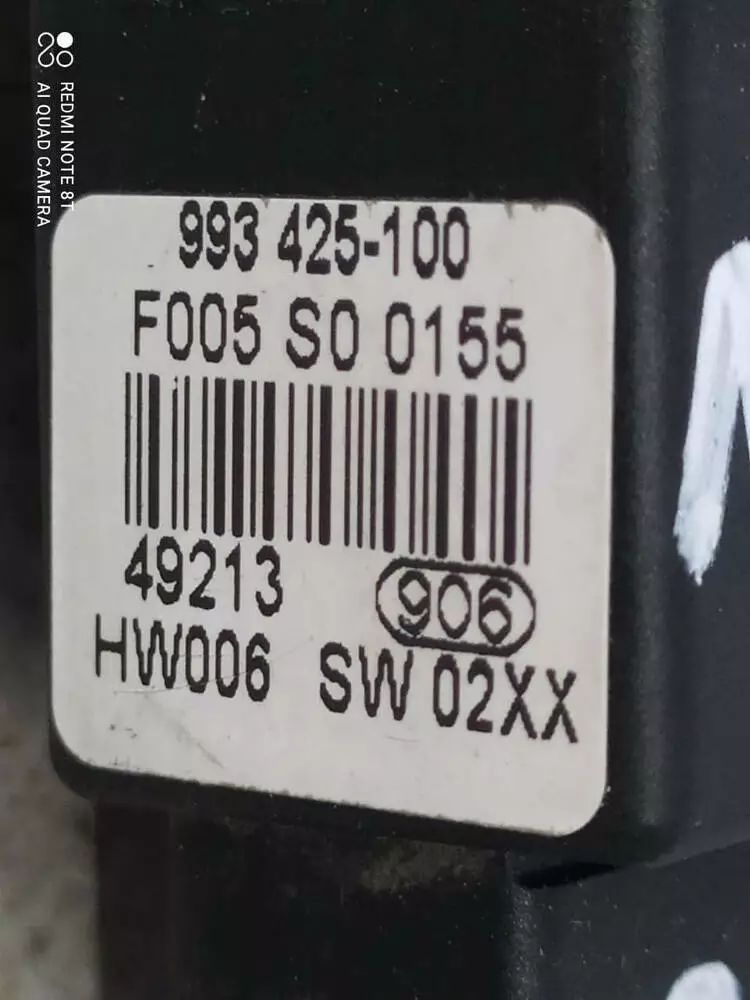 REDMI NOTE 8T
AI QUAD CAMERA
993 425-100
F005 S0 0155
49213 906
HW006 SW 02XX